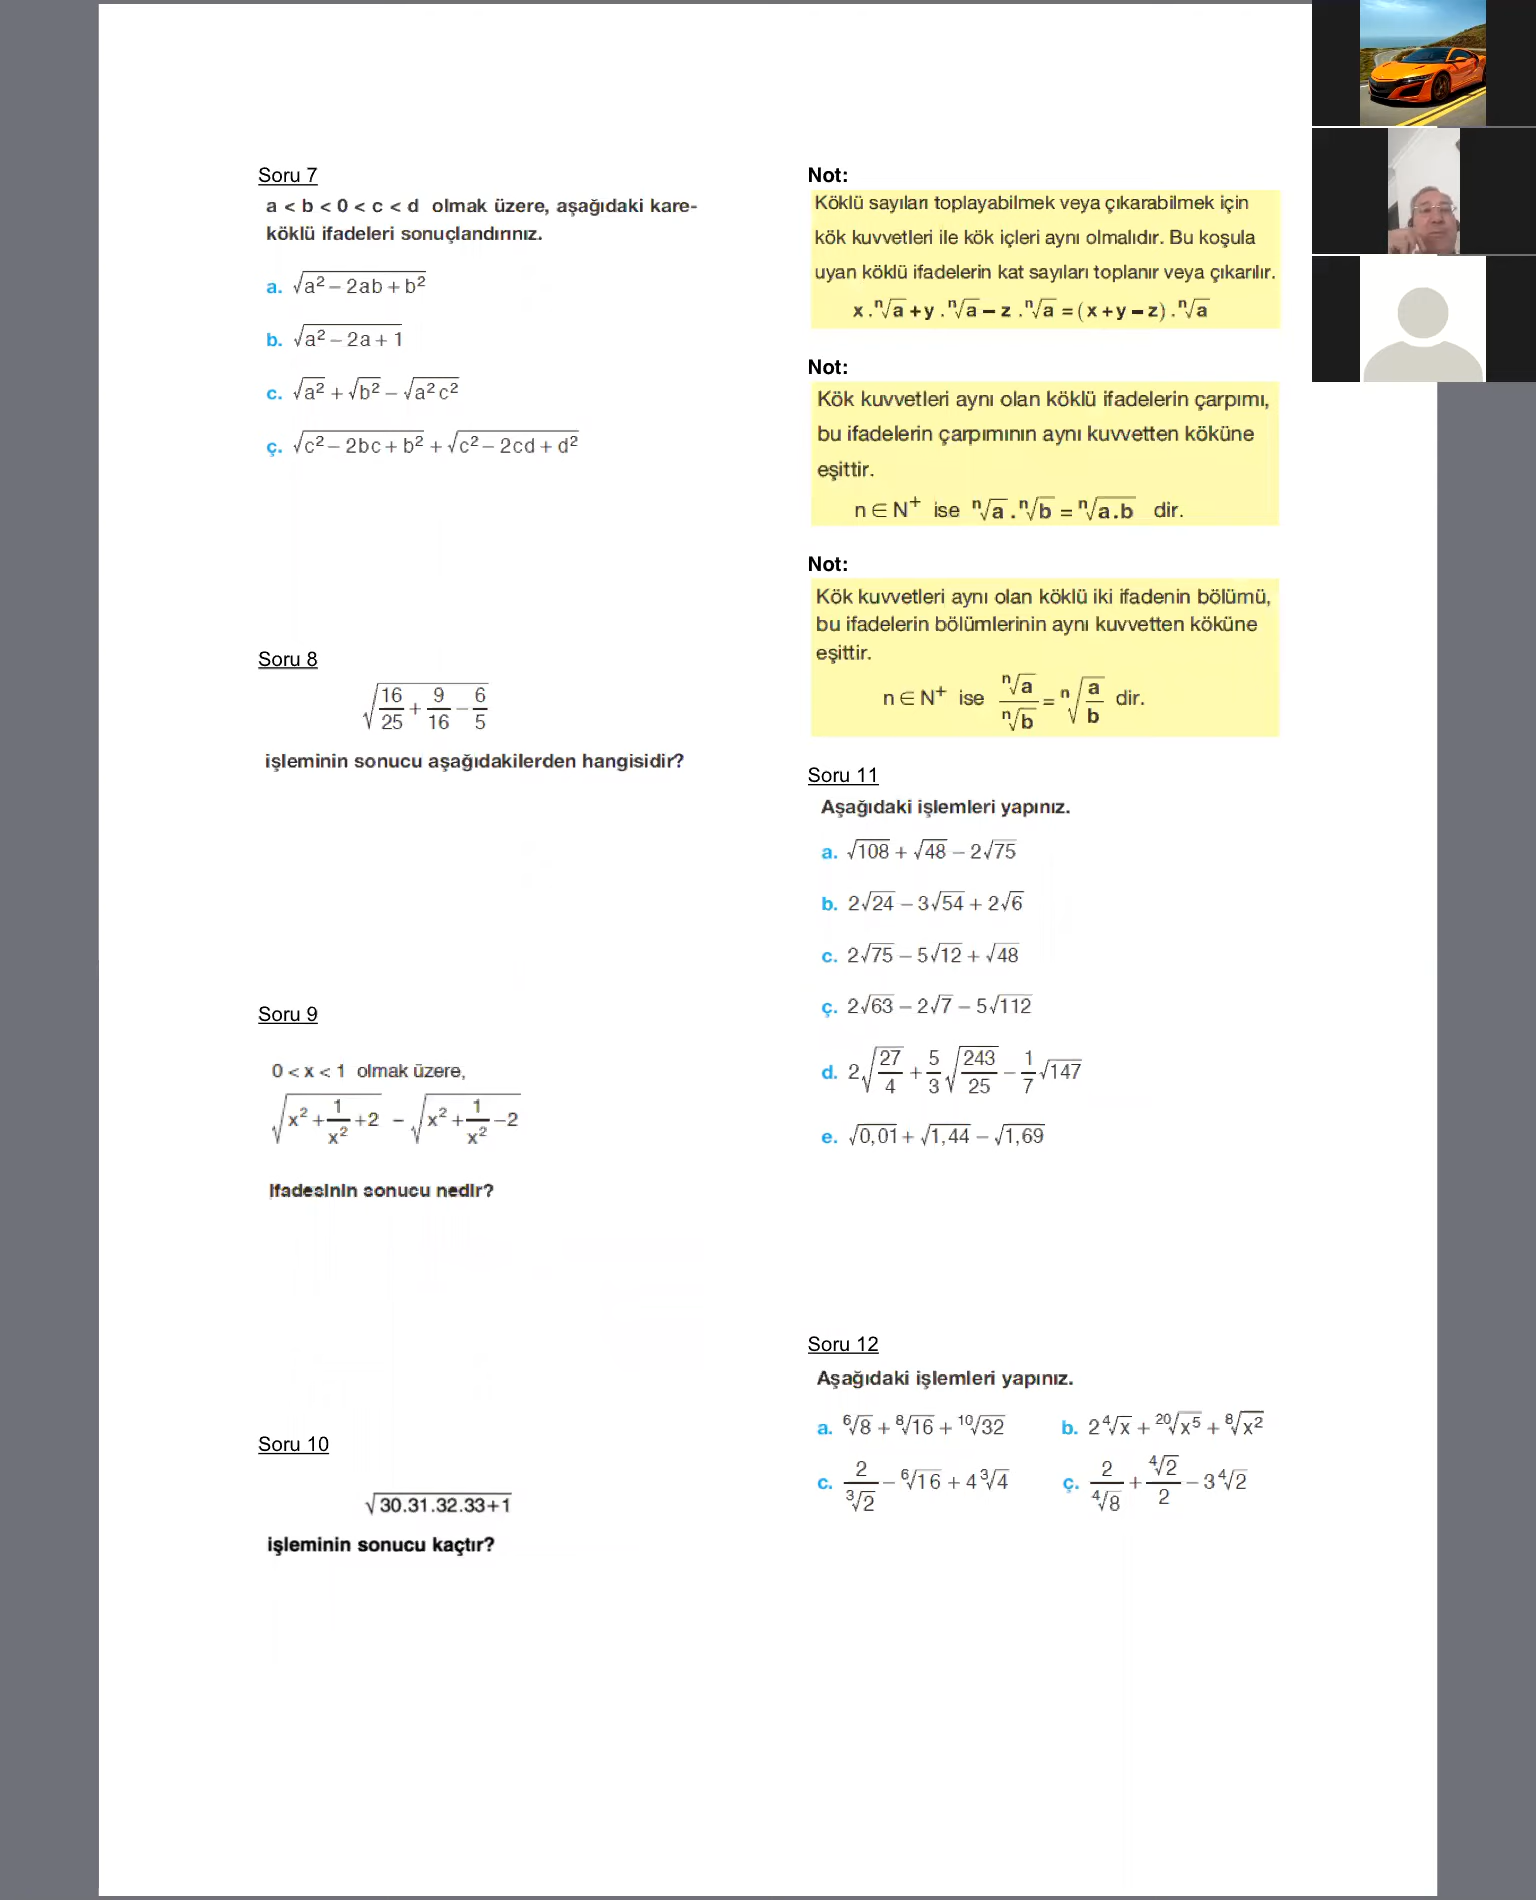 Soru 7
a < b < 0 < c < d olmak üzere, aşağıdaki kare-
köklü ifadeleri sonuçlandırınız.
a. √(a² – 2ab + b²)
b. √(a² – 2a + 1)
c. √(a²) + √(b²) – √(a²c²)
ç. √(c² – 2bc + b²) + √(c² – 2cd + d²)
Soru 8
√(16/25 + 9/16 – 6/5)
işleminin sonucu aşağıdakilerden hangisidir?
Soru 9
0 < x < 1 olmak üzere,
√(x² + 1/x² + 2) – √(x² + 1/x² – 2)
ifadesinin sonucu nedir?
Soru 10
√(30.31.32.33+1)
işleminin sonucu kaçtır?
Not:
Köklü sayıları toplayabilmek veya çıkarabilmek için
kök kuvvetleri ile kök içleri aynı olmalıdır. Bu koşula
uyan köklü ifadelerin kat sayıları toplanır veya çıkarılır.
x . ⁿ√a + y . ⁿ√a – z . ⁿ√a = (x + y – z) . ⁿ√a
Not:
Kök kuvvetleri aynı olan köklü ifadelerin çarpımı,
bu ifadelerin çarpımının aynı kuvvetten köküne
eşittir.
n ∈ N⁺ ise ⁿ√a . ⁿ√b = ⁿ√(a.b) dir.
Not:
Kök kuvvetleri aynı olan köklü iki ifadenin bölümü,
bu ifadelerin bölümlerinin aynı kuvvetten köküne
eşittir.
n ∈ N⁺ ise ⁿ√a / ⁿ√b = ⁿ√(a/b) dir.
Soru 11
Aşağıdaki işlemleri yapınız.
a. √108 + √48 – 2√75
b. 2√24 – 3√54 + 2√6
c. 2√75 – 5√12 + √48
ç. 2√63 – 2√7 – 5√112
d. 2√(27/4) + 5/3 √(243/25) – 1/7 √147
e. √0,01 + √1,44 – √1,69
Soru 12
Aşağıdaki işlemleri yapınız.
a. ⁶√8 + ⁸√16 + ¹⁰√32 b. 2⁴√x + ²⁰√(x⁵) + ⁸√(x²)
c. 2/³√2 – ⁶√16 + 4³√4 ç. 2/⁴√8 + ⁴√2/2 – 3⁴√2